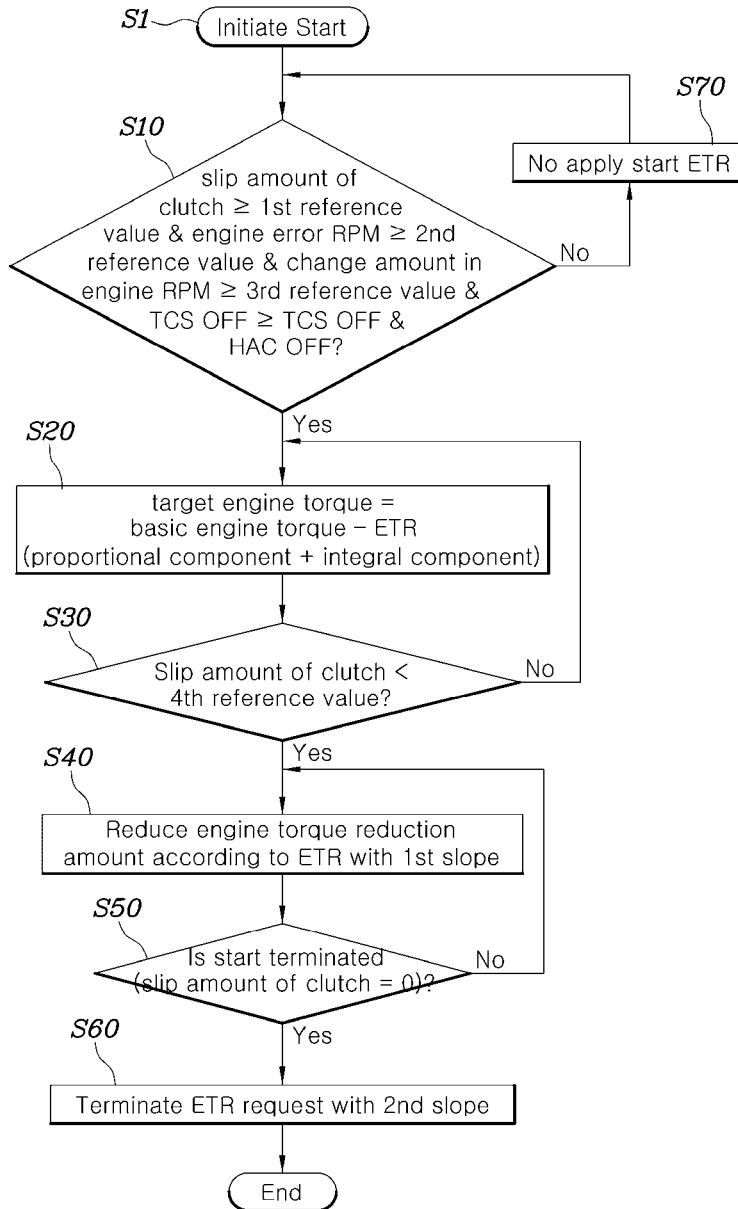 S1
Initiate Start
S70
No apply start ETR
S10
slip amount of
clutch ≥ 1st reference
value & engine error RPM ≥ 2nd
reference value & change amount in
engine RPM ≥ 3rd reference value &
TCS OFF ≥ TCS OFF &
HAC OFF?
No
Yes
S20
target engine torque =
basic engine torque − ETR
(proportional component + integral component)
S30
Slip amount of clutch <
4th reference value?
No
Yes
S40
Reduce engine torque reduction
amount according to ETR with 1st slope
S50
Is start terminated
(slip amount of clutch = 0)?
No
Yes
S60
Terminate ETR request with 2nd slope
End